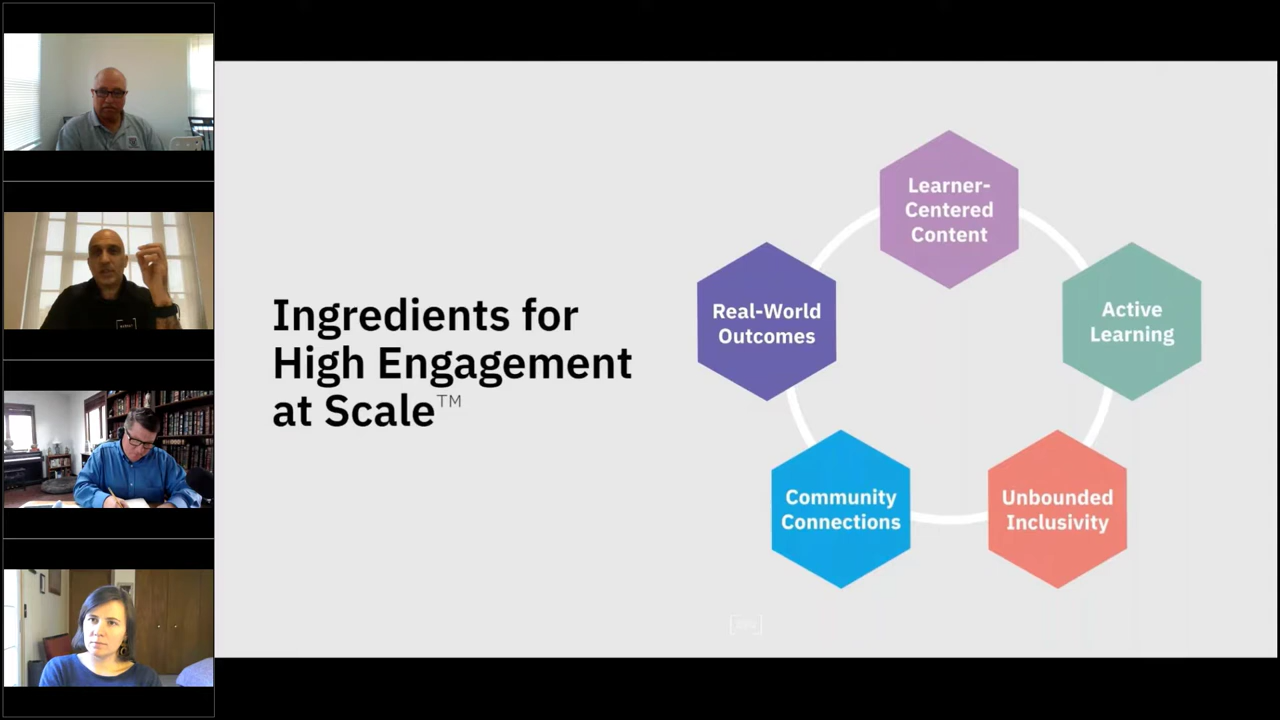 Ingredients for
High Engagement
at Scale™
Learner-
Centered
Content
Active
Learning
Unbounded
Inclusivity
Community
Connections
Real-World
Outcomes